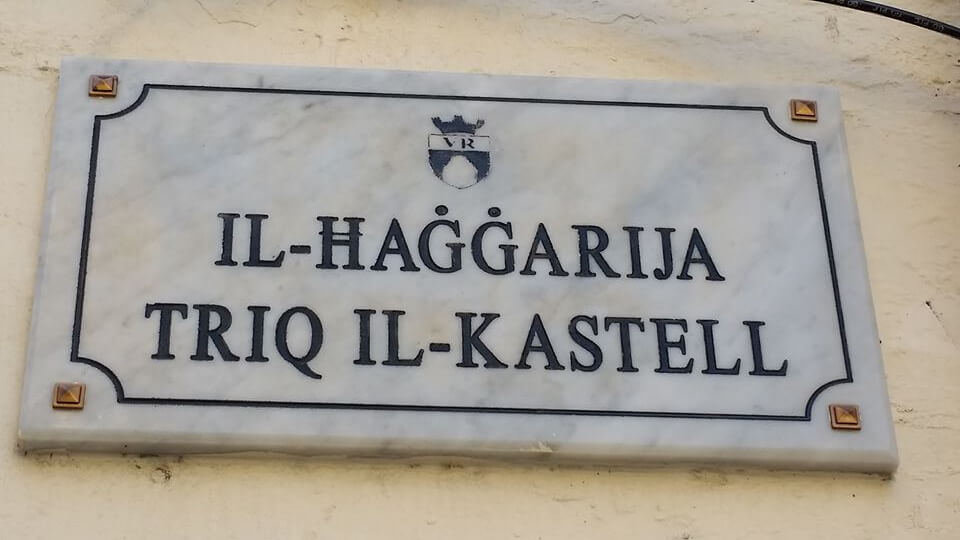 VR
IL-ĦAĠĠARIJA
TRIQ IL-KASTELL